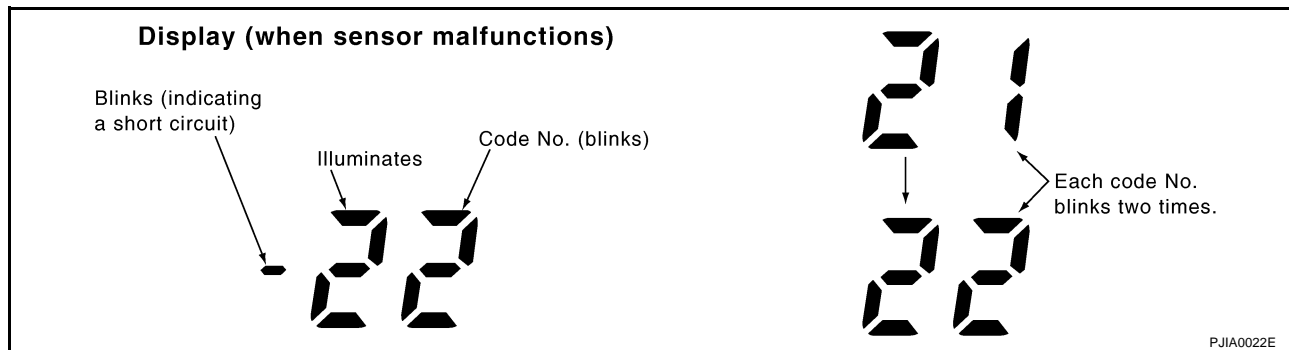 Display (when sensor malfunctions)
Blinks (indicating
a short circuit)
Illuminates
Code No. (blinks)
-22
21
22
Each code No.
blinks two times.
PJIA0022E